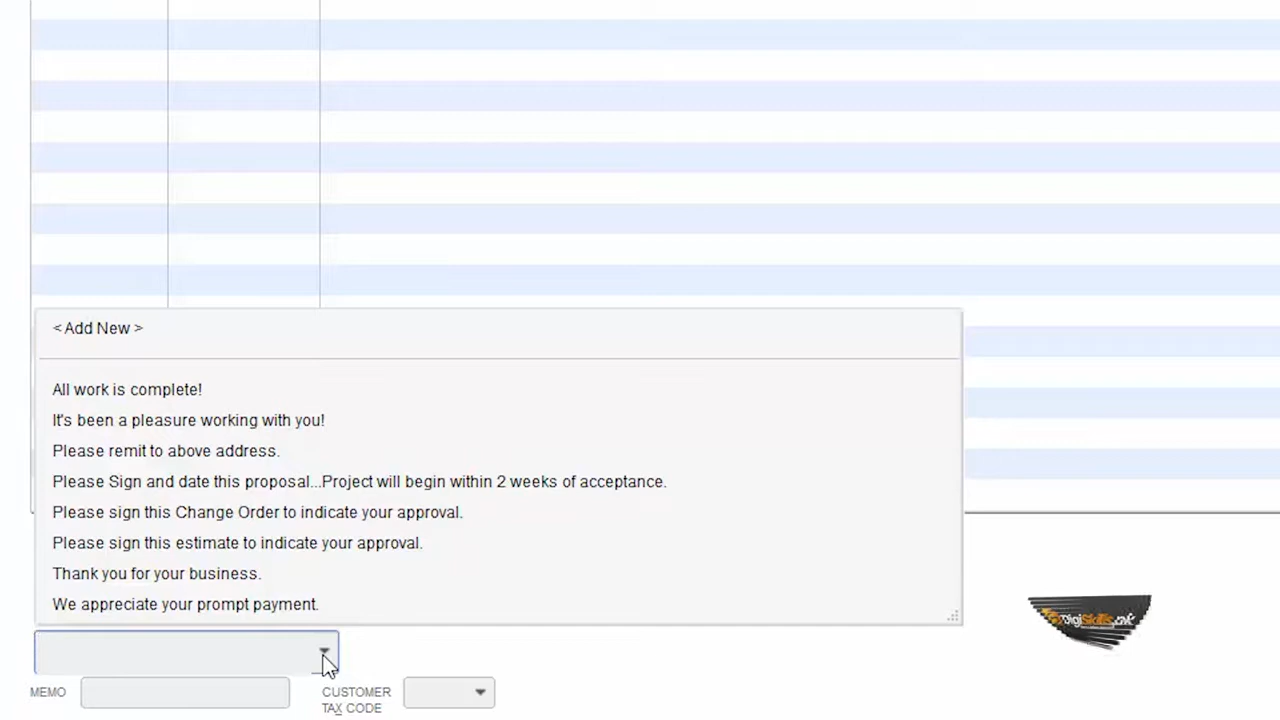 < Add New >
All work is complete!
It's been a pleasure working with you!
Please remit to above address.
Please Sign and date this proposal...Project will begin within 2 weeks of acceptance.
Please sign this Change Order to indicate your approval.
Please sign this estimate to indicate your approval.
Thank you for your business.
We appreciate your prompt payment.
DigiSkills.pk
MEMO
CUSTOMER
TAX CODE